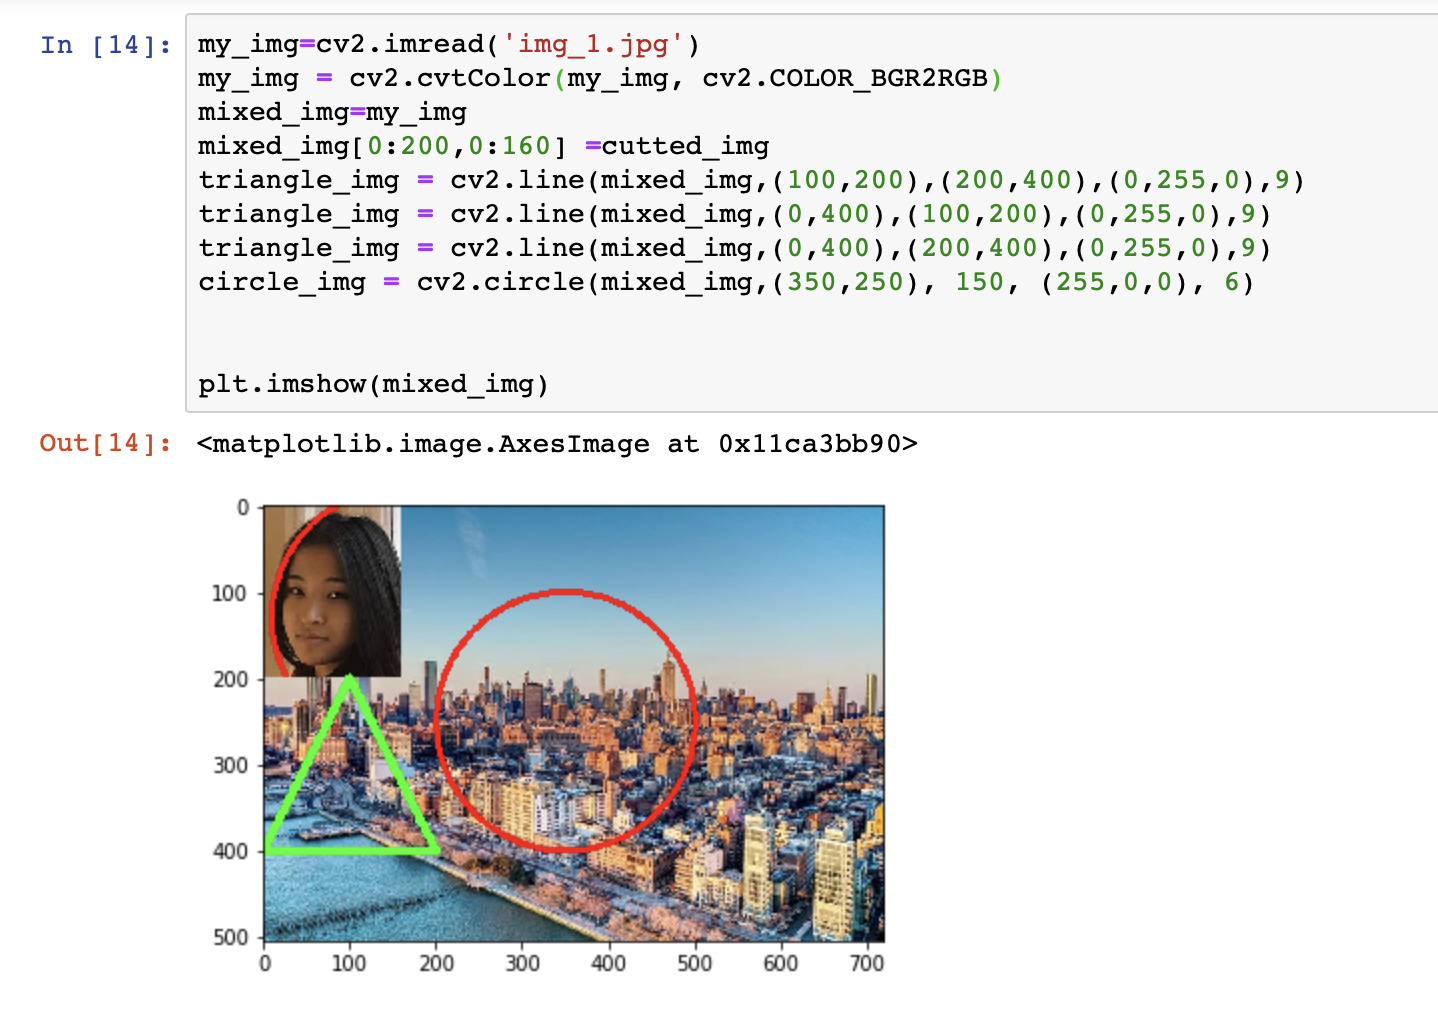 In [14]:
my_img=cv2.imread('img_1.jpg')
my_img = cv2.cvtColor(my_img, cv2.COLOR_BGR2RGB)
mixed_img=my_img
mixed_img[0:200,0:160] =cutted_img
triangle_img = cv2.line(mixed_img,(100,200),(200,400),(0,255,0),9)
triangle_img = cv2.line(mixed_img,(0,400),(100,200),(0,255,0),9)
triangle_img = cv2.line(mixed_img,(0,400),(200,400),(0,255,0),9)
circle_img = cv2.circle(mixed_img,(350,250), 150, (255,0,0), 6)
plt.imshow(mixed_img)
Out[14]: <matplotlib.image.AxesImage at 0x11ca3bb90>
0
100
200
300
400
500
0 100 200 300 400 500 600 700